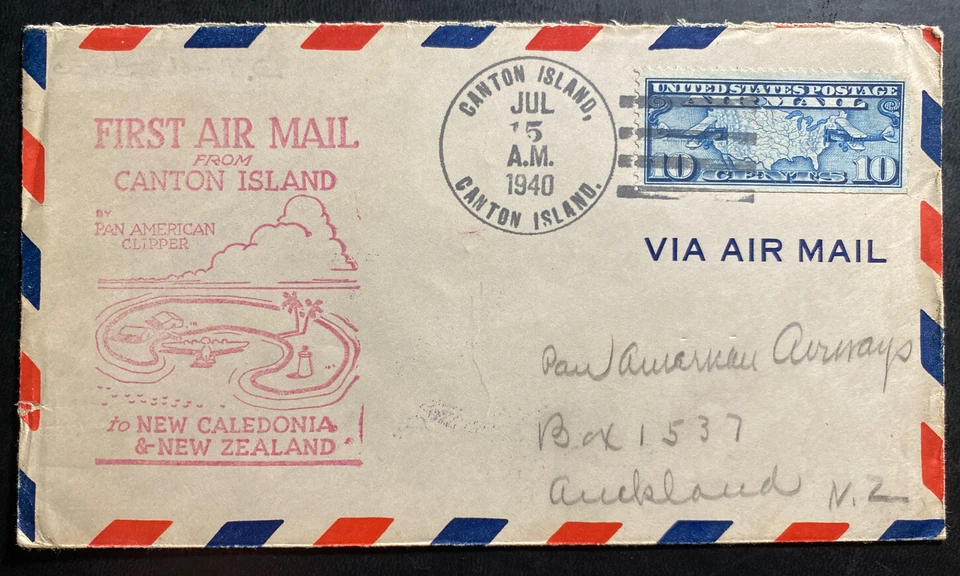 FIRST AIR MAIL
FROM
CANTON ISLAND
BY
PAN AMERICAN
CLIPPER
to NEW CALEDONIA
& NEW ZEALAND
CANTON ISLAND,
JUL
15
A.M.
1940
CANTON ISLAND.
UNITED STATES POSTAGE
AIR MAIL
10 CENTS 10
VIA AIR MAIL
Pan American Airways
Box 1537
Auckland N.Z